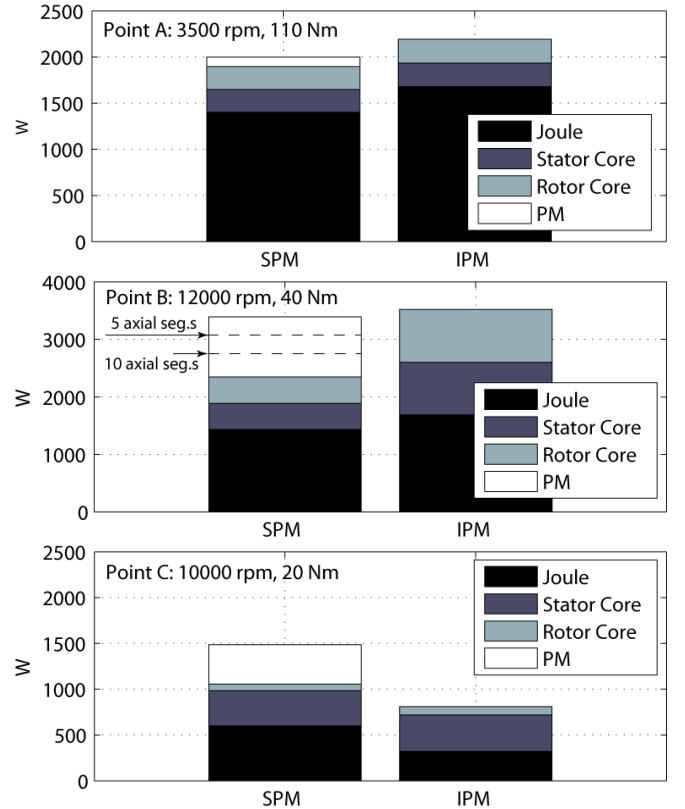 2500
Point A: 3500 rpm, 110 Nm
2000
1500
1000
500
0
W
Joule
Stator Core
Rotor Core
PM
SPM
IPM
4000
Point B: 12000 rpm, 40 Nm
5 axial seg.s
3000
10 axial seg.s
2000
1000
0
W
Joule
Stator Core
Rotor Core
PM
SPM
IPM
2500
Point C: 10000 rpm, 20 Nm
2000
1500
1000
500
0
W
Joule
Stator Core
Rotor Core
PM
SPM
IPM